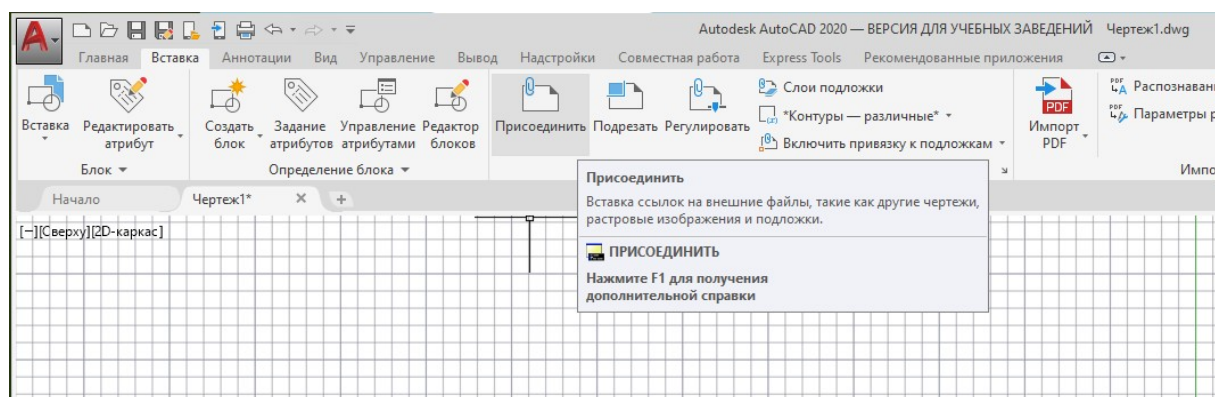 Autodesk AutoCAD 2020 — ВЕРСИЯ ДЛЯ УЧЕБНЫХ ЗАВЕДЕНИЙ Чертеж1.dwg
Главная Вставка Аннотации Вид Управление Вывод Надстройки Совместная работа Express Tools Рекомендованные приложения
Вставка
Редактировать
атрибут
Создать
блок
Задание
атрибутов
Управление
атрибутами
Редактор
блоков
Присоединить
Подрезать
Регулировать
Слои подложки
*Контуры — различные*
Включить привязку к подложкам
PDF
Импорт
PDF
PDF
PDF Параметры
Блок
Определение блока
Начало
Чертеж1*
[−][Сверху][2D-каркас]
Присоединить
Вставка ссылок на внешние файлы, такие как другие чертежи,
растровые изображения и подложки.
ПРИСОЕДИНИТЬ
Нажмите F1 для получения
дополнительной справки